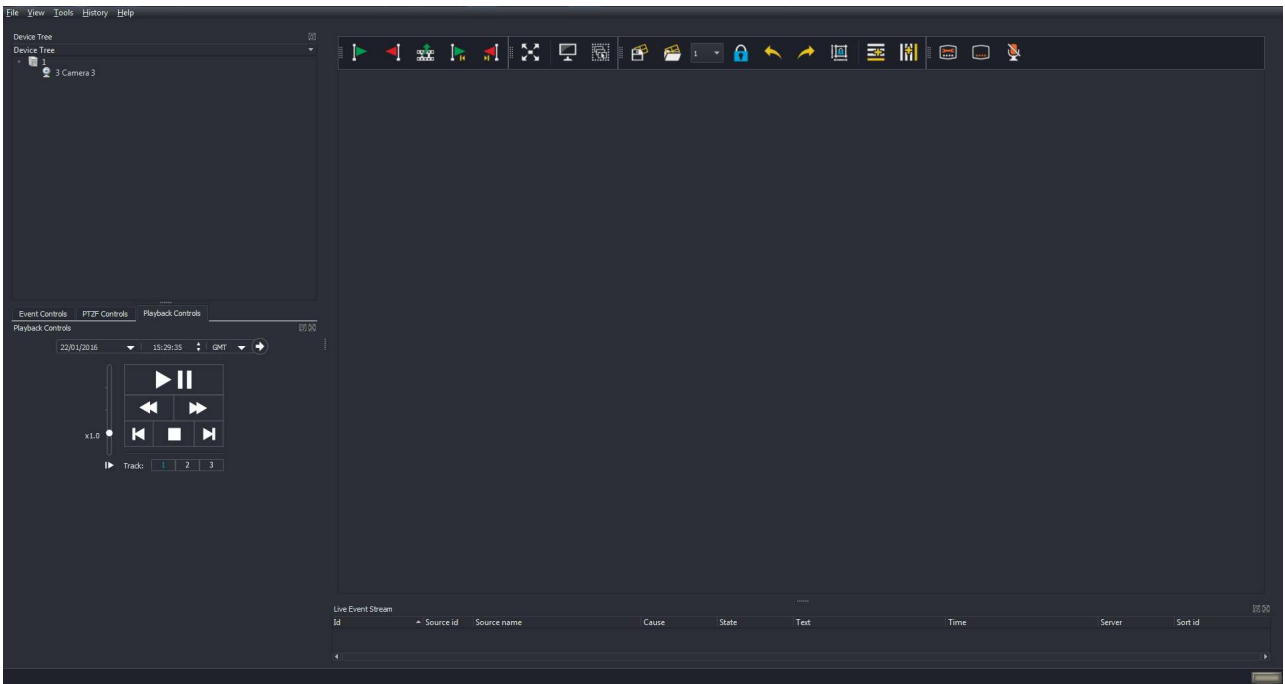 File View Tools History Help
Device Tree
Device Tree
1
3 Camera 3
1
Event Controls PTZF Controls Playback Controls
Playback Controls
22/01/2016 15:29:35 GMT
x1.0
Track: 1 2 3
Live Event Stream
Id Source id Source name Cause State Text Time Server Sort id